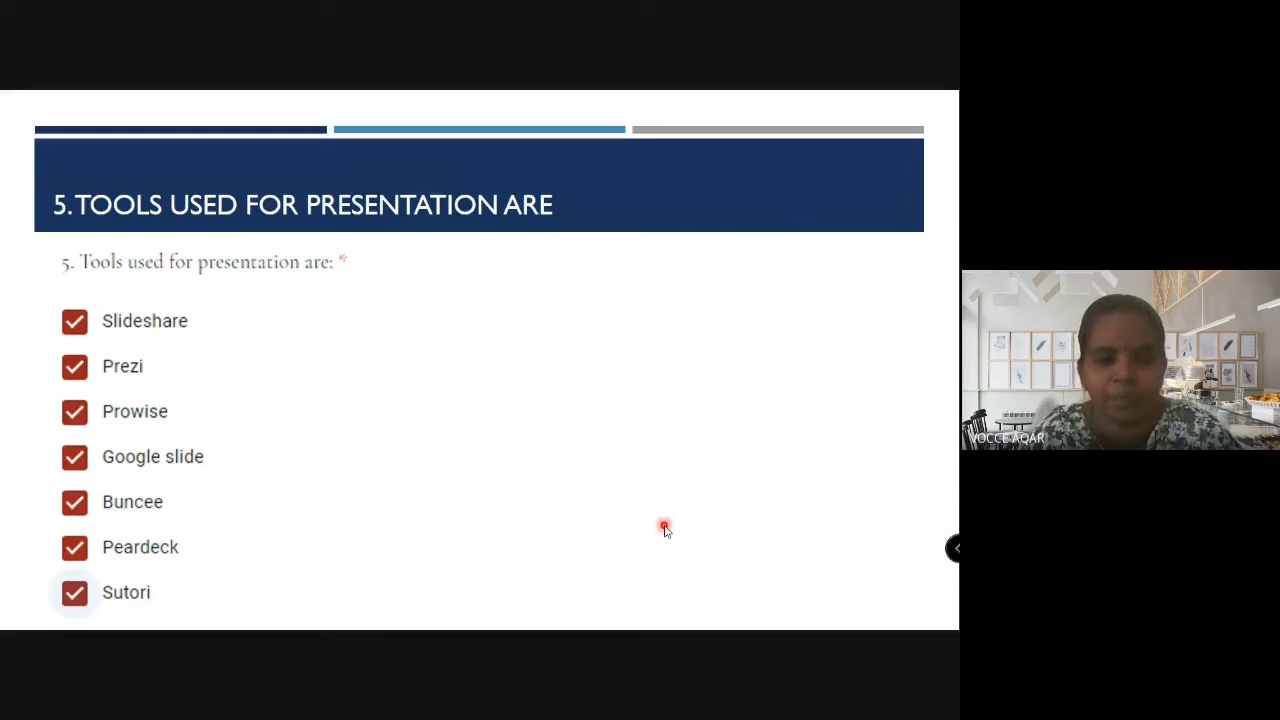 5. TOOLS USED FOR PRESENTATION ARE
5. Tools used for presentation are: *
Slideshare
Prezi
Prowise
Google slide
Buncee
Peardeck
Sutori
VOCCE AQAR